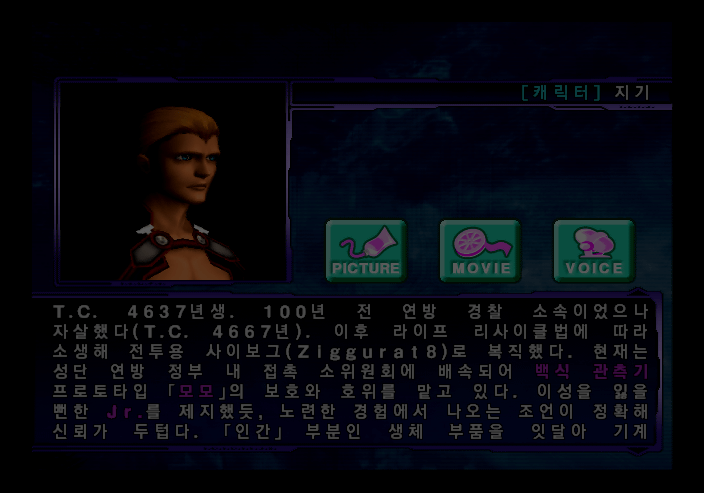 [캐릭터] 지기
PICTURE
MOVIE
VOICE
T.C. 4637년생. 100년 전 연방 경찰 소속이었으나
자살했다(T.C. 4667년). 이후 라이프 리사이클법에 따라
소생해 전투용 사이보그(Ziggurat8)로 복직했다. 현재는
성단 연방 정부 내 접촉 소위원회에 배속되어 백식 관측기
프로토타입 「모모」의 보호와 호위를 맡고 있다. 이성을 잃을
뻔한 Jr.를 제지했듯, 노련한 경험에서 나오는 조언이 정확해
신뢰가 두텁다. 「인간」 부분인 생체 부품을 잇달아 기계